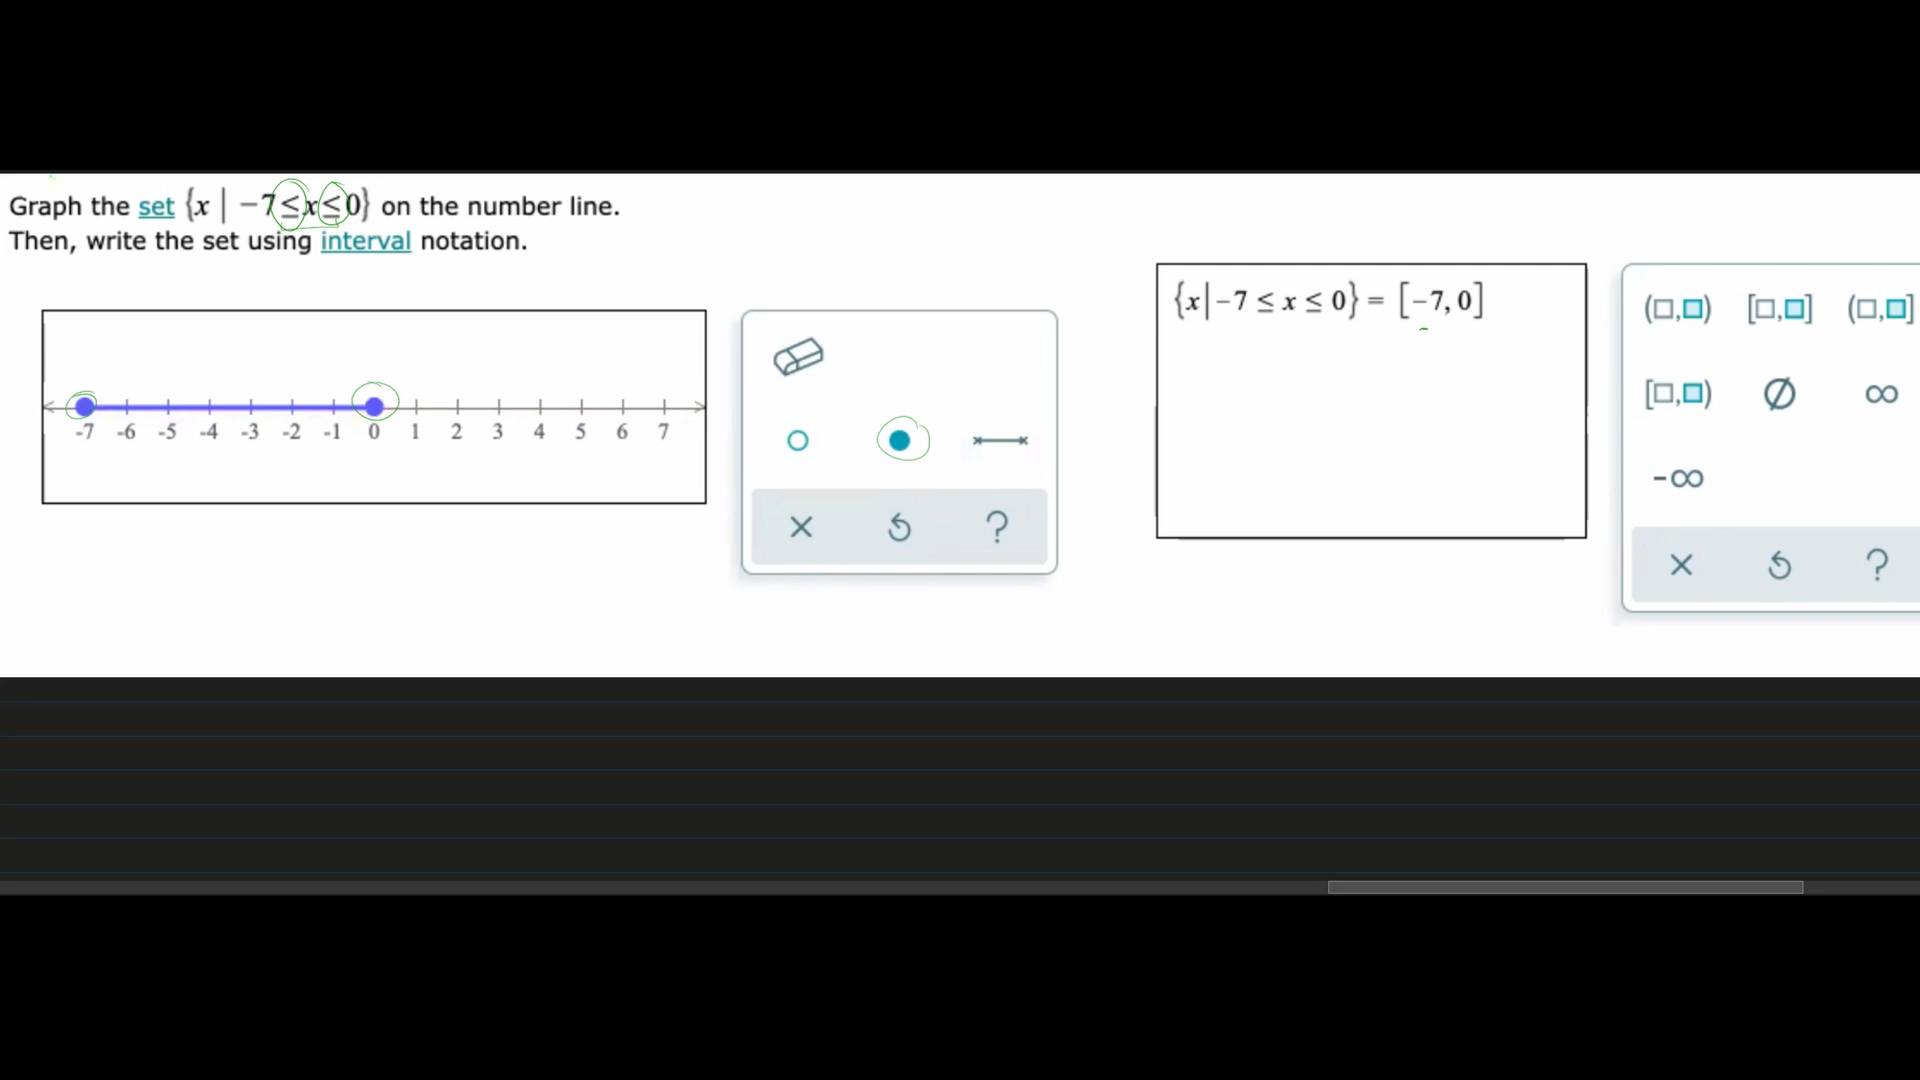 Graph the set {x | −7≤x≤0} on the number line.
Then, write the set using interval notation.
-7 -6 -5 -4 -3 -2 -1 0 1 2 3 4 5 6 7
? 
{x|−7 ≤ x ≤ 0} = [−7, 0]
(□,□) [□,□] (□,□]
[□,□) ∅ ∞
-∞
?